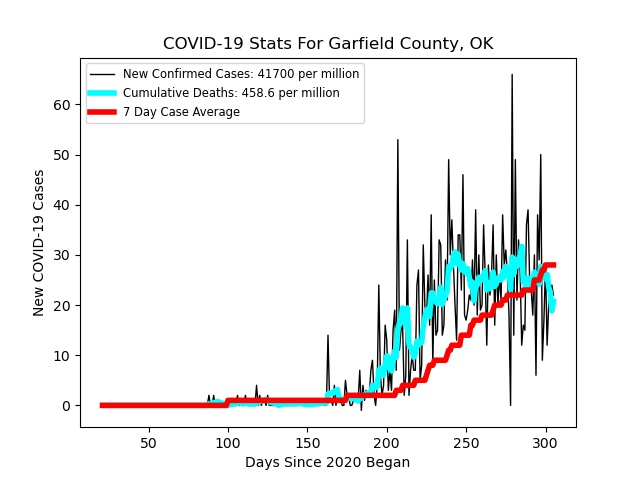 COVID-19 Stats For Garfield County, OK
New Confirmed Cases: 41700 per million
Cumulative Deaths: 458.6 per million
7 Day Case Average
New COVID-19 Cases
60
50
40
30
20
10
0
50 100 150 200 250 300
Days Since 2020 Began